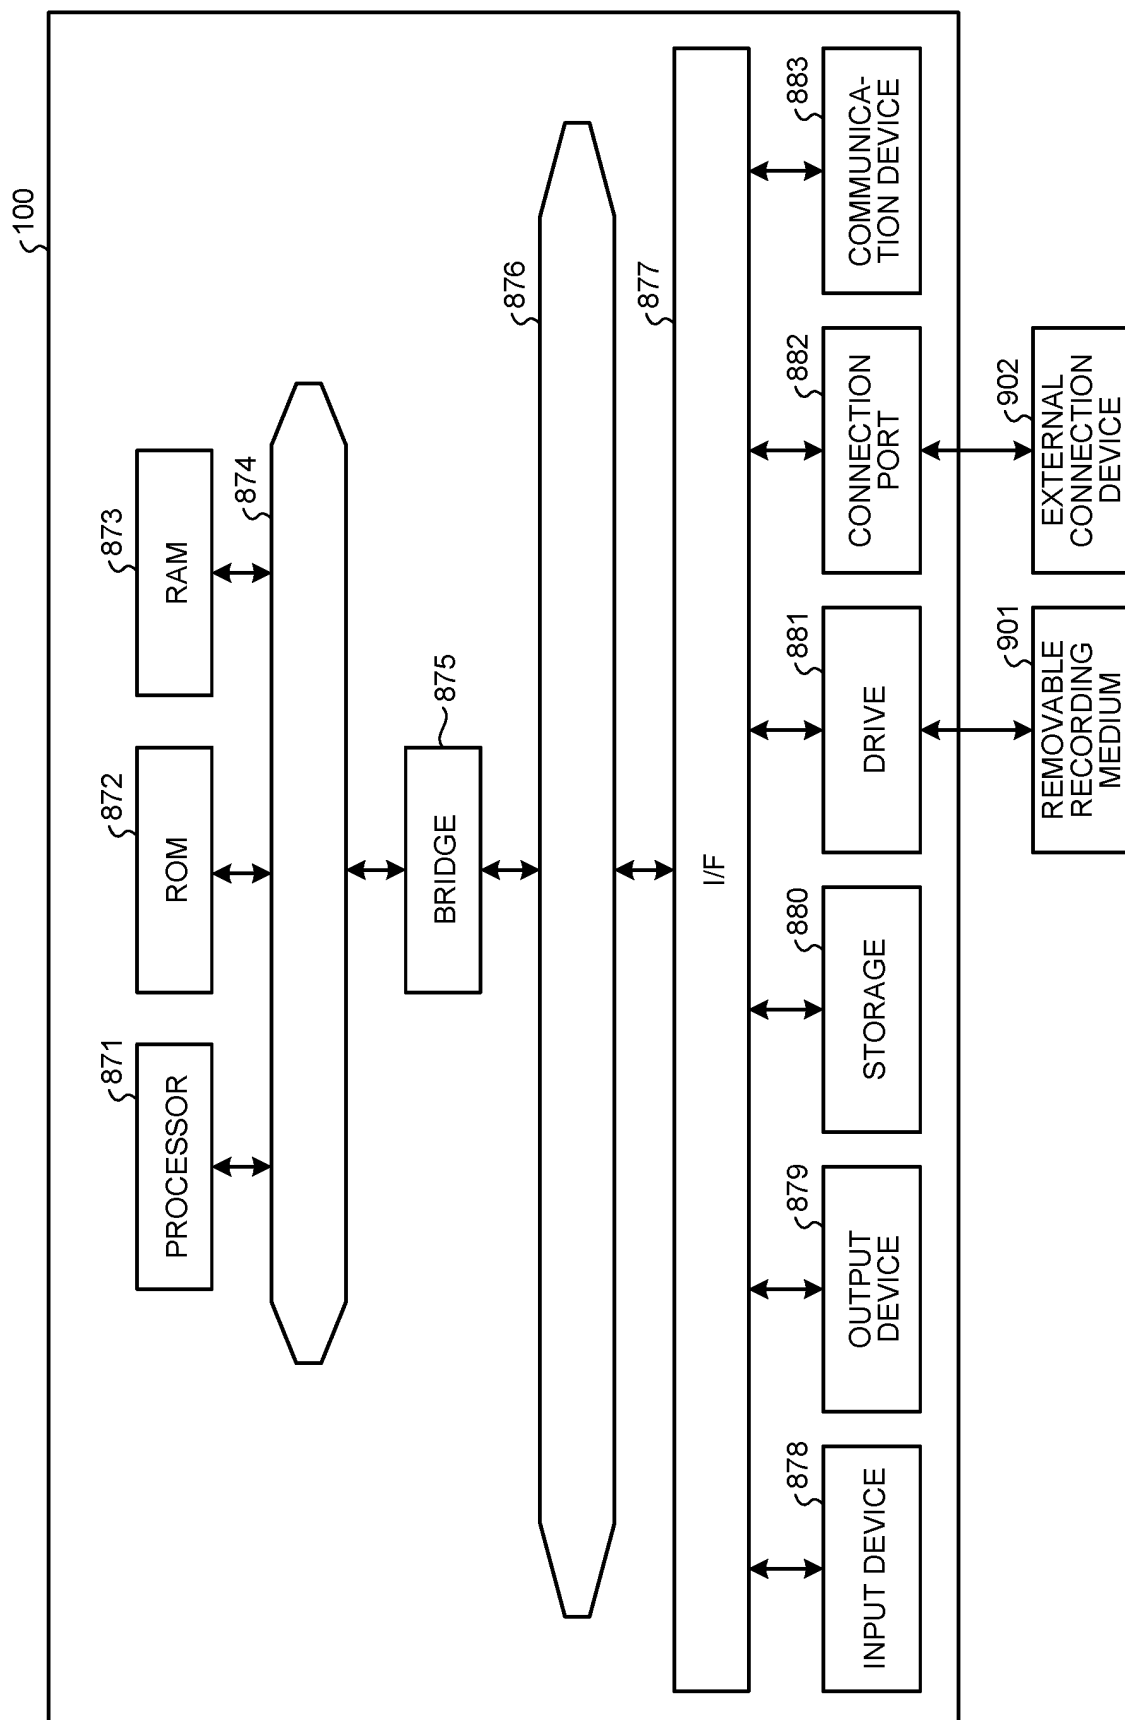 100
871
PROCESSOR
872
ROM
873
RAM
874
875
BRIDGE
876
877
I/F
878
INPUT DEVICE
879
OUTPUT
DEVICE
880
STORAGE
881
DRIVE
882
CONNECTION
PORT
883
COMMUNICA-
TION DEVICE
901
REMOVABLE
RECORDING
MEDIUM
902
EXTERNAL
CONNECTION
DEVICE